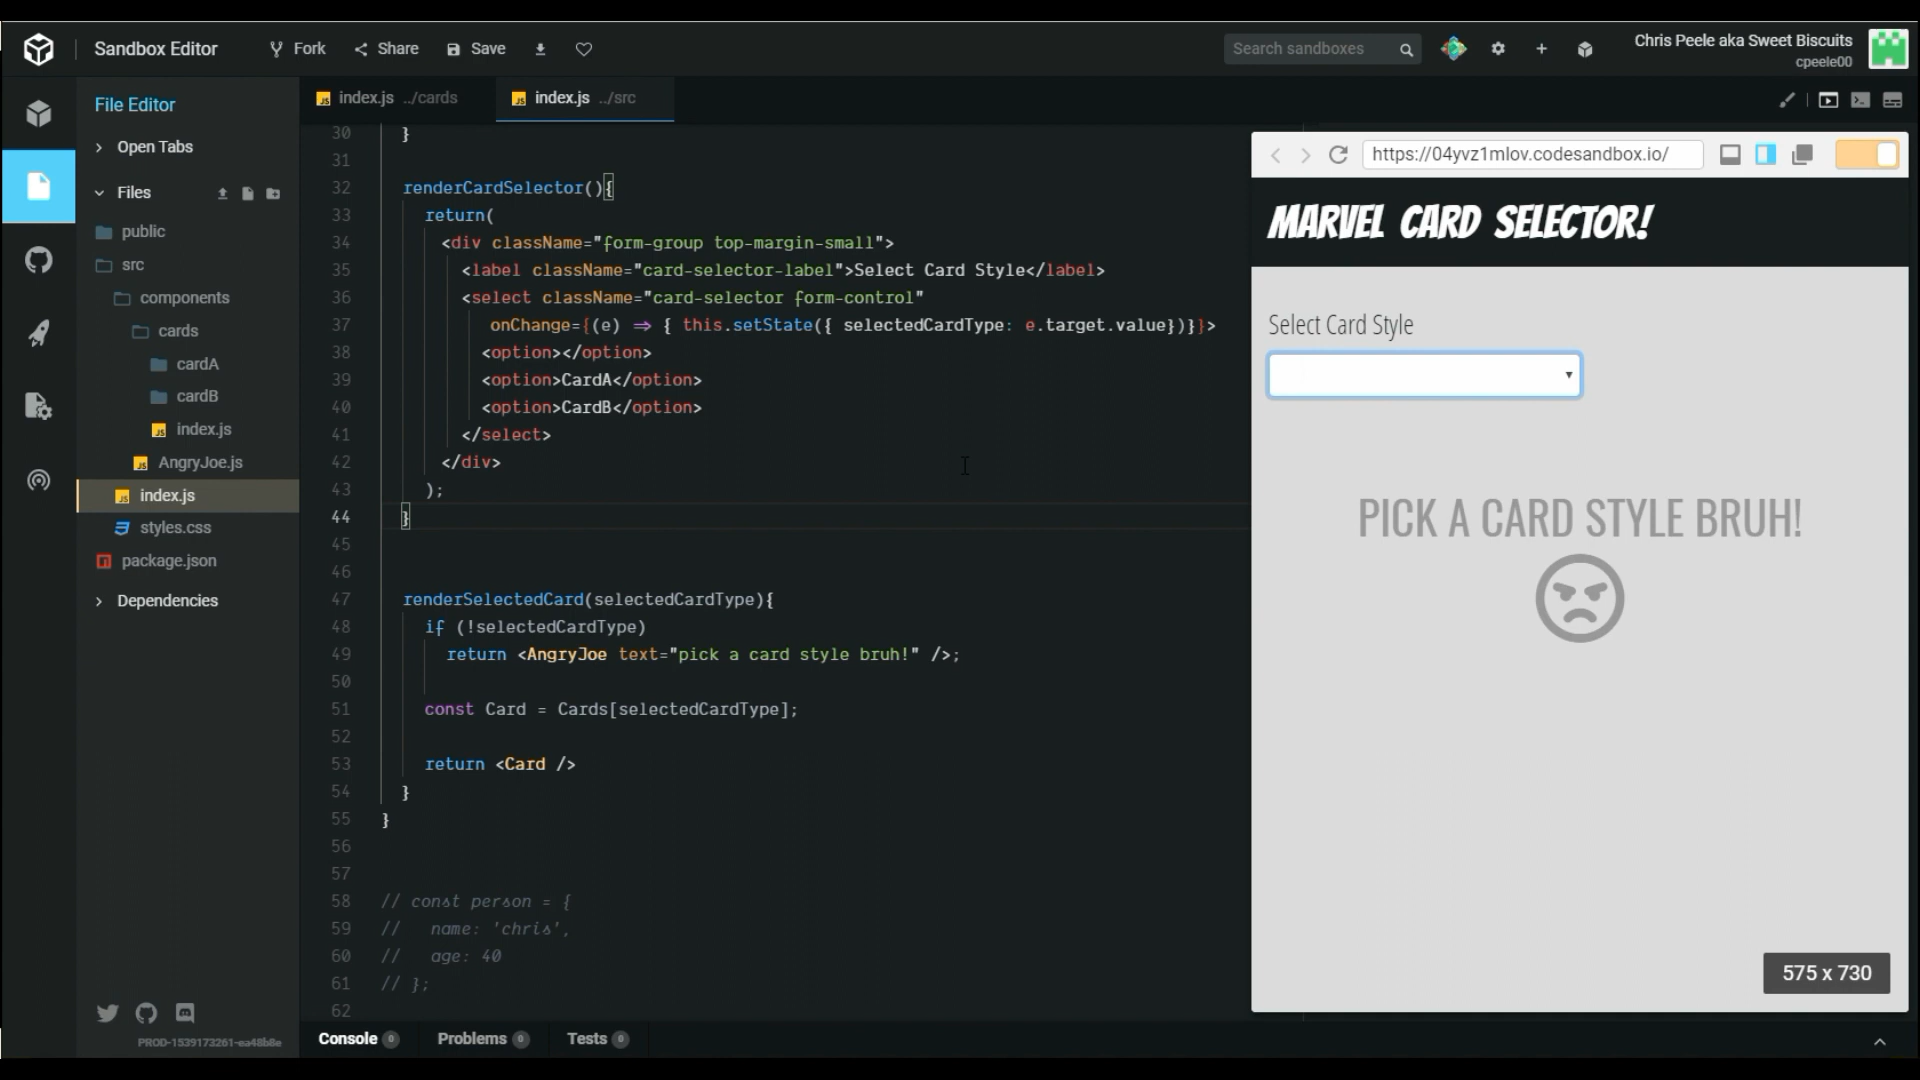 Sandbox Editor
Fork
Share
Save
Search sandboxes
Chris Peele aka Sweet Biscuits
cpeele00
File Editor
Open Tabs
Files
public
src
components
cards
cardA
cardB
index.js
AngryJoe.js
index.js
styles.css
package.json
Dependencies
PROD-1539173261-ea48b8e
index.js ../cards
index.js ../src
30 }
31
32 renderCardSelector(){
33 return(
34 <div className="form-group top-margin-small">
35 <label className="card-selector-label">Select Card Style</label>
36 <select className="card-selector form-control"
37 onChange={(e) => { this.setState({ selectedCardType: e.target.value})}}>
38 <option></option>
39 <option>CardA</option>
40 <option>CardB</option>
41 </select>
42 </div>
43 );
44 }
45
46
47 renderSelectedCard(selectedCardType){
48 if (!selectedCardType)
49 return <AngryJoe text="pick a card style bruh!" />;
50
51 const Card = Cards[selectedCardType];
52
53 return <Card />
54 }
55 }
56
57
58 // const person = {
59 // name: 'chris',
60 // age: 40
61 // };
62
Console 0
Problems 0
Tests 0
https://04yvz1mlov.codesandbox.io/
MARVEL CARD SELECTOR!
Select Card Style
PICK A CARD STYLE BRUH!
575 x 730